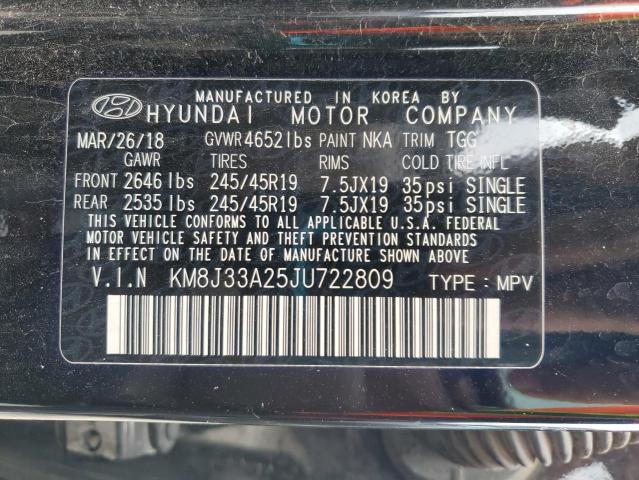 MANUFACTURED IN KOREA BY
HYUNDAI MOTOR COMPANY
MAR/26/18 GVWR 4652lbs PAINT NKA TRIM TGG
GAWR TIRES RIMS COLD TIRE INFL
FRONT 2646 lbs 245/45R19 7.5JX19 35psi SINGLE
REAR 2535 lbs 245/45R19 7.5JX19 35psi SINGLE
THIS VEHICLE CONFORMS TO ALL APPLICABLE U.S.A. FEDERAL
MOTOR VEHICLE SAFETY AND THEFT PREVENTION STANDARDS
IN EFFECT ON THE DATE OF MANUFACTURE SHOWN ABOVE
V.I.N KM8J33A25JU722809 TYPE: MPV